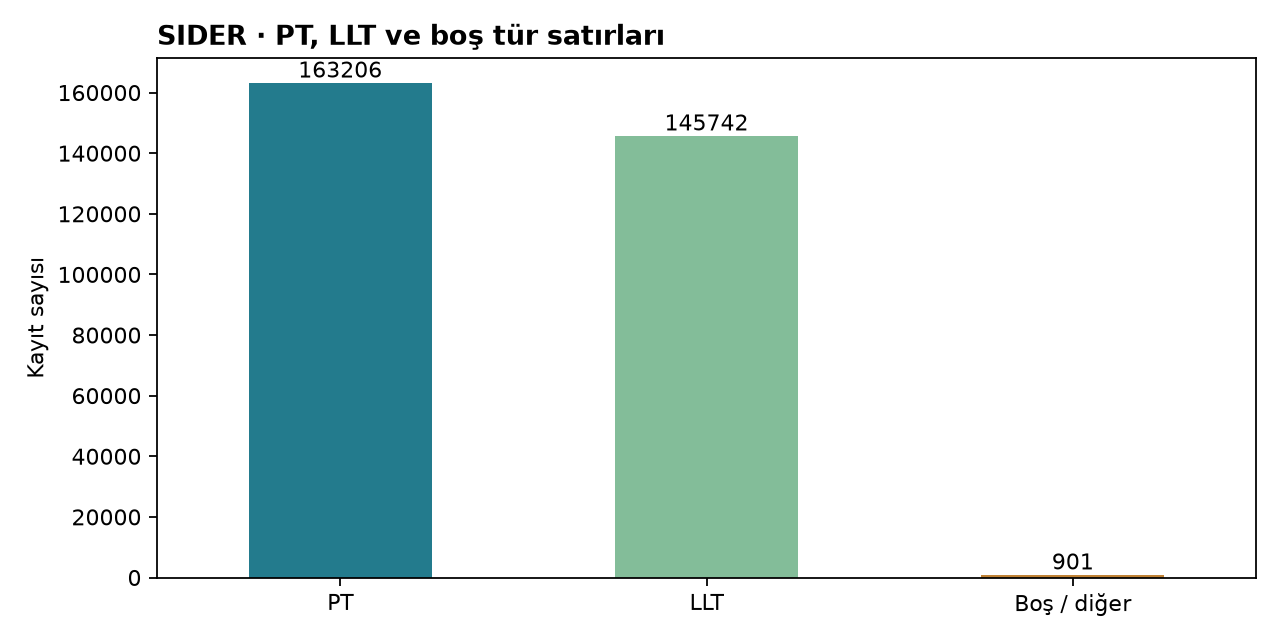 SIDER · PT, LLT ve boş tür satırları
Kayıt sayısı
160000
140000
120000
100000
80000
60000
40000
20000
0
163206
145742
901
PT
LLT
Boş / diğer